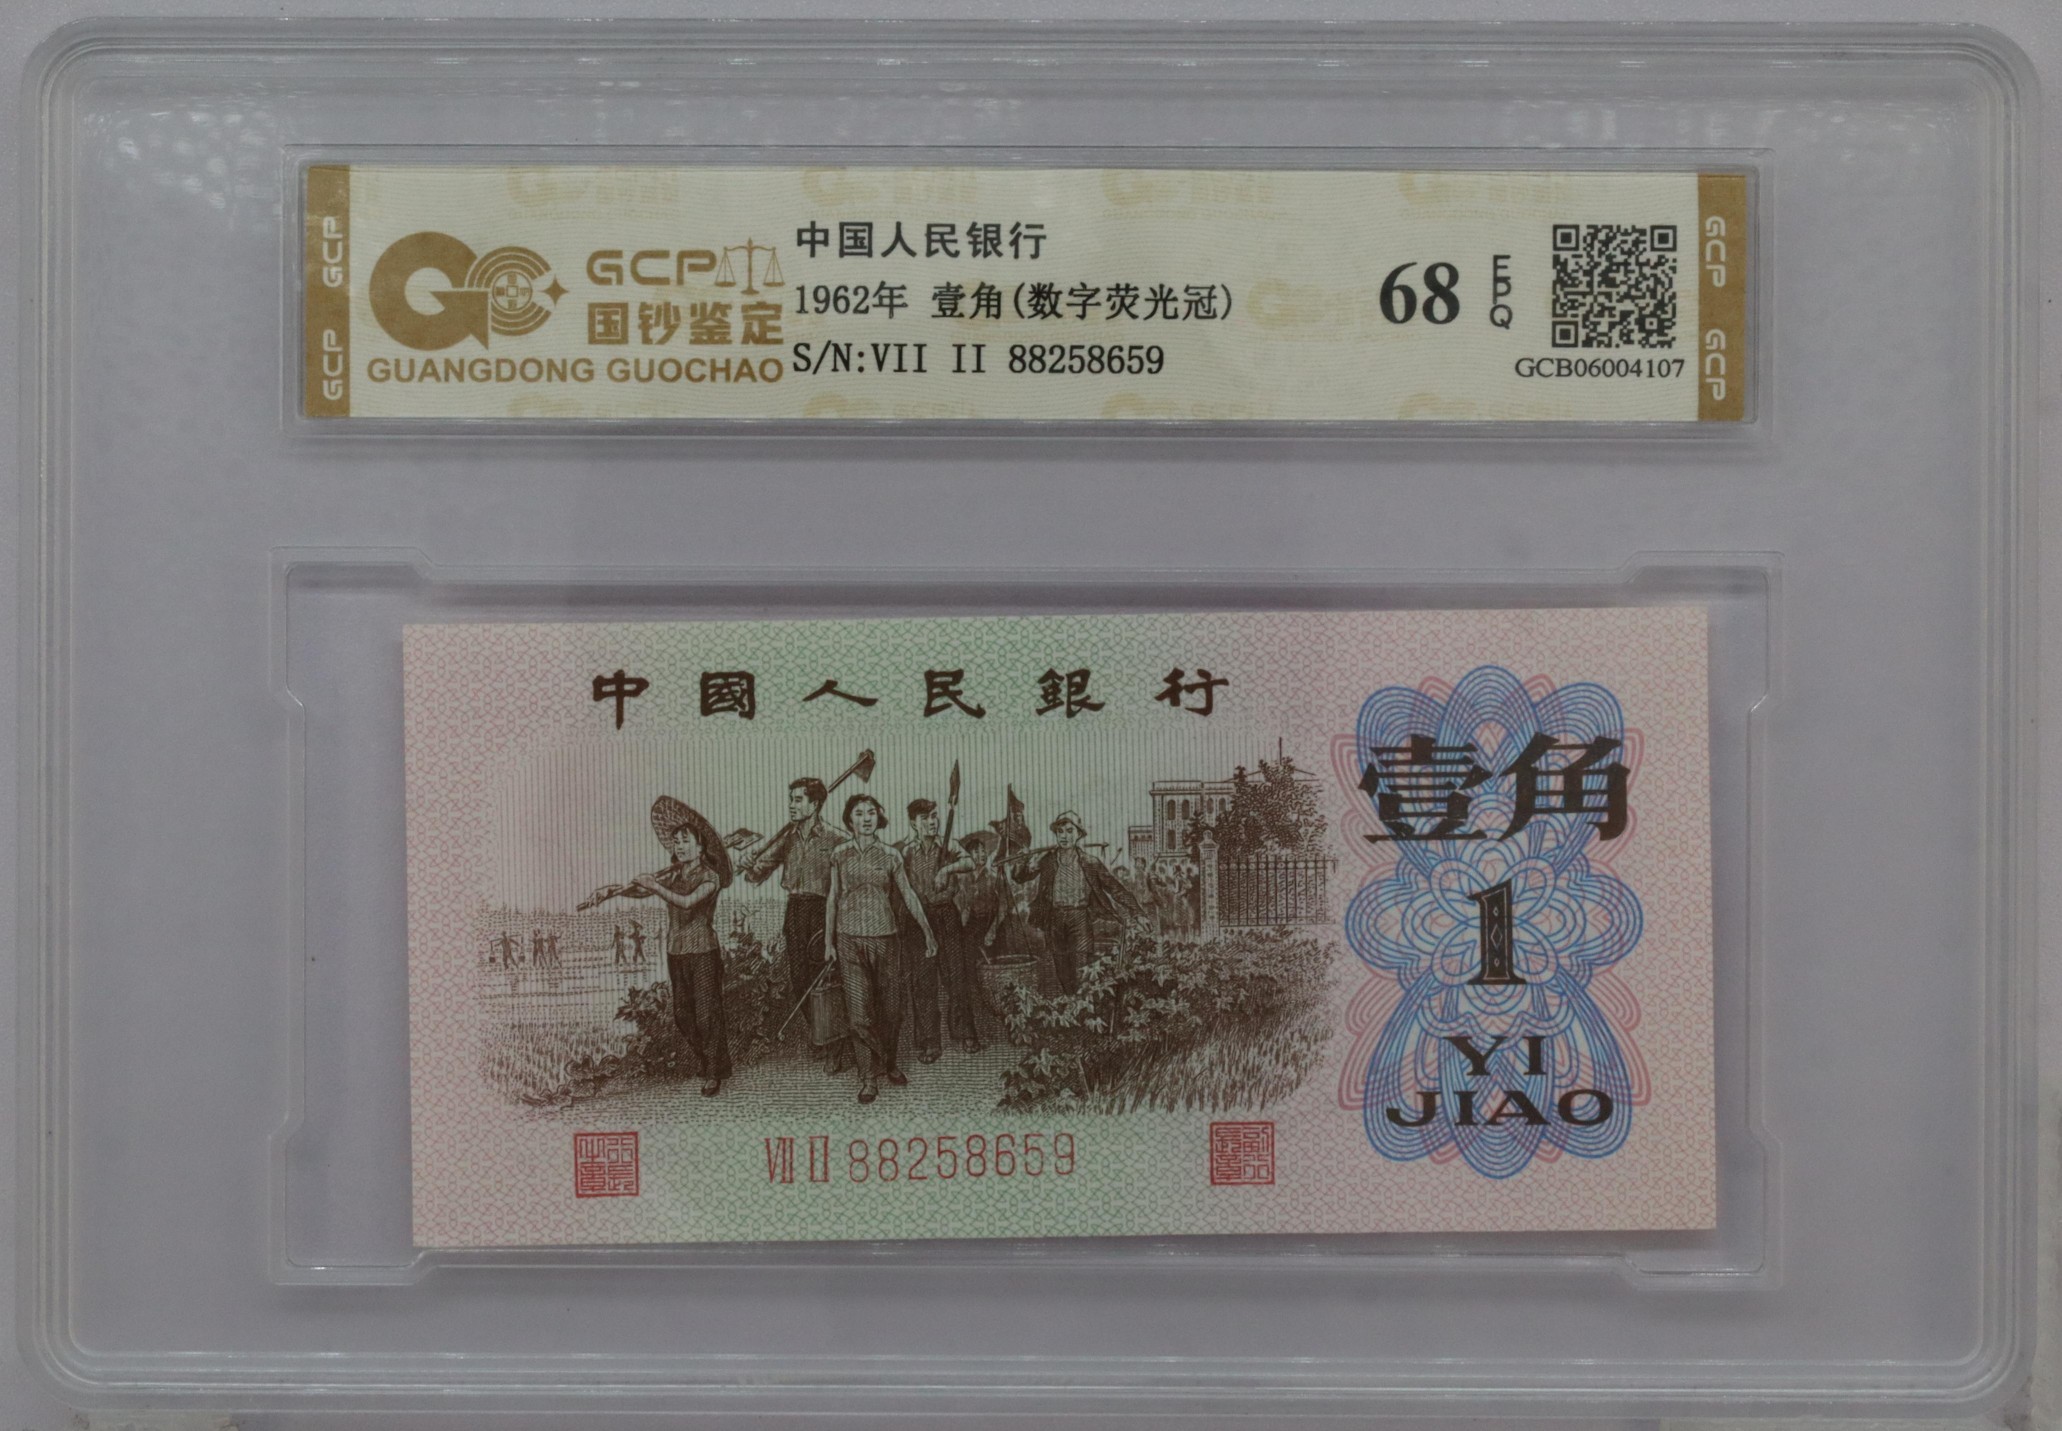 GCP
国钞鉴定
GUANGDONG GUOCHAO
中国人民银行
1962年 壹角(数字荧光冠)
S/N:VII II 88258659
68
EPQ
GCB06004107
GCP GCP
GCP GCP
中國人民銀行
壹角
1
YI
JIAO
VII II 88258659